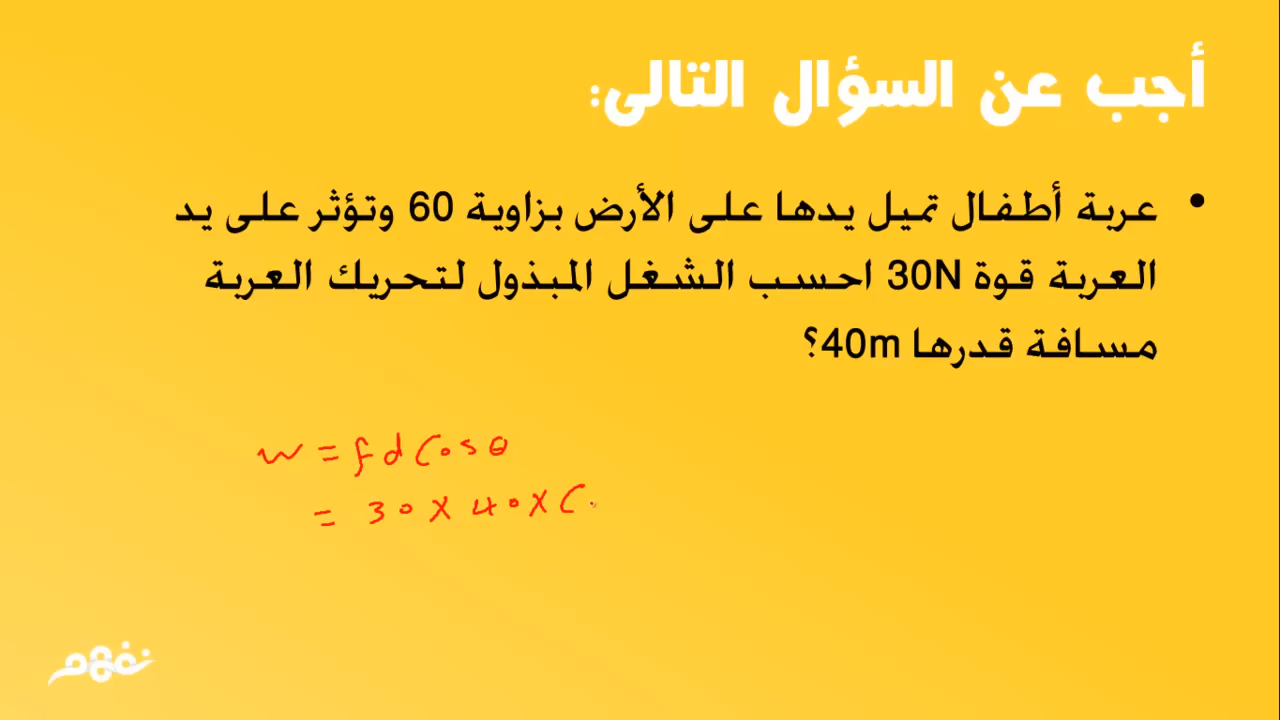 أجب عن السؤال التالى:
• عربة أطفال تميل يدها على الأرض بزاوية 60 وتؤثر على يد
العربة قوة 30N احسب الشغل المبذول لتحريك العربة
مسافة قدرها 40m؟
w = fd Cos θ
= 30 x 40 x C
نفهم